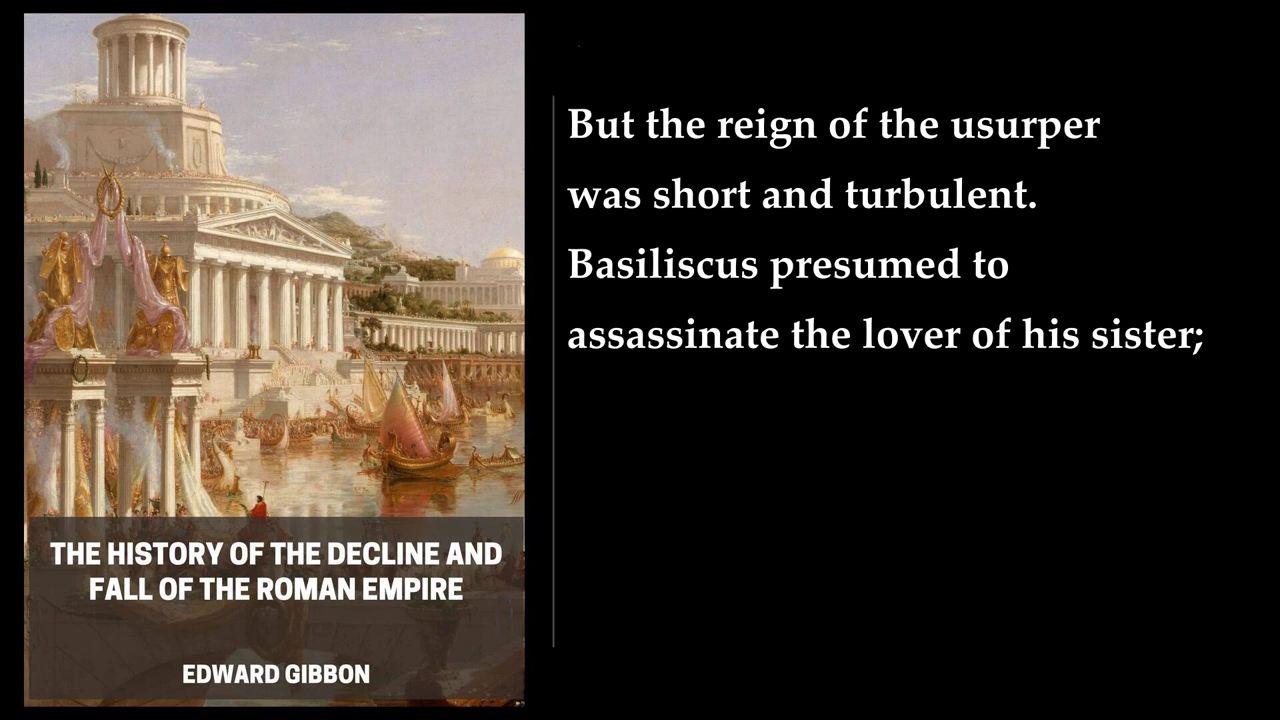 But the reign of the usurper
was short and turbulent.
Basiliscus presumed to
assassinate the lover of his sister;
THE HISTORY OF THE DECLINE AND
FALL OF THE ROMAN EMPIRE
EDWARD GIBBON